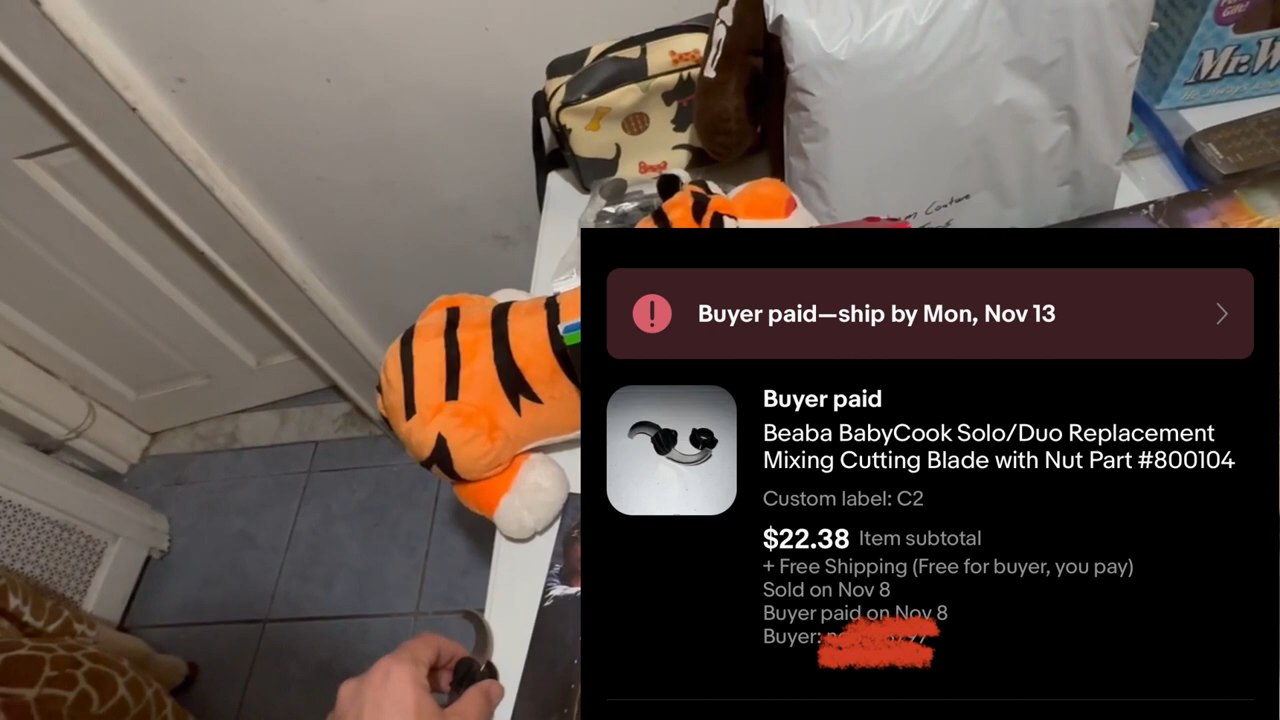 GIFT!
Mr. W
Couture
Buyer paid—ship by Mon, Nov 13
Buyer paid
Beaba BabyCook Solo/Duo Replacement
Mixing Cutting Blade with Nut Part #800104
Custom label: C2
$22.38 Item subtotal
+ Free Shipping (Free for buyer, you pay)
Sold on Nov 8
Buyer paid on Nov 8
Buyer: